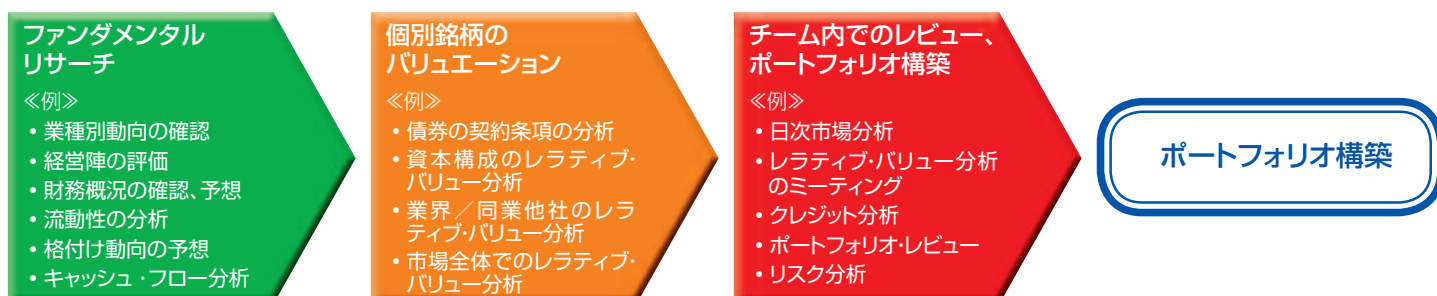 ファンダメンタル
リサーチ
≪例≫
・業種別動向の確認
・経営陣の評価
・財務概況の確認、予想
・流動性の分析
・格付け動向の予想
・キャッシュ・フロー分析
個別銘柄の
バリュエーション
≪例≫
・債券の契約条項の分析
・資本構成のレラティブ・
バリュー分析
・業界／同業他社のレラ
ティブ・バリュー分析
・市場全体でのレラティブ・
バリュー分析
チーム内でのレビュー、
ポートフォリオ構築
≪例≫
・日次市場分析
・レラティブ・バリュー分析
のミーティング
・クレジット分析
・ポートフォリオ・レビュー
・リスク分析
ポートフォリオ構築